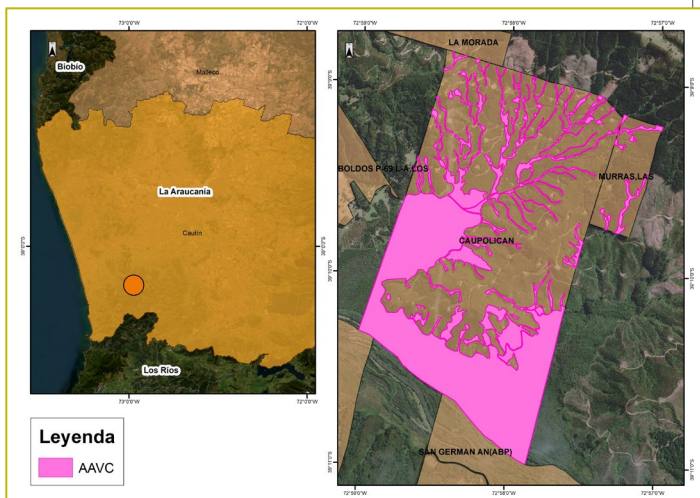 73°0'0"W
72°0'0"W
Biobío
Malleco
La Araucanía
Cautín
Los Ríos
39°0'0"S
39°0'0"S
73°0'0"W
72°0'0"W
Leyenda
AAVC
72°59'0"W
72°58'0"W
72°57'0"W
LA MORADA
BOLDOS P-69 L-A,LOS
MURRAS,LAS
CAUPOLICAN
SAN GERMAN AN(ABP)
39°9'0"S
39°10'0"S
39°11'0"S
39°9'0"S
39°10'0"S
39°11'0"S
72°59'0"W
72°58'0"W
72°57'0"W